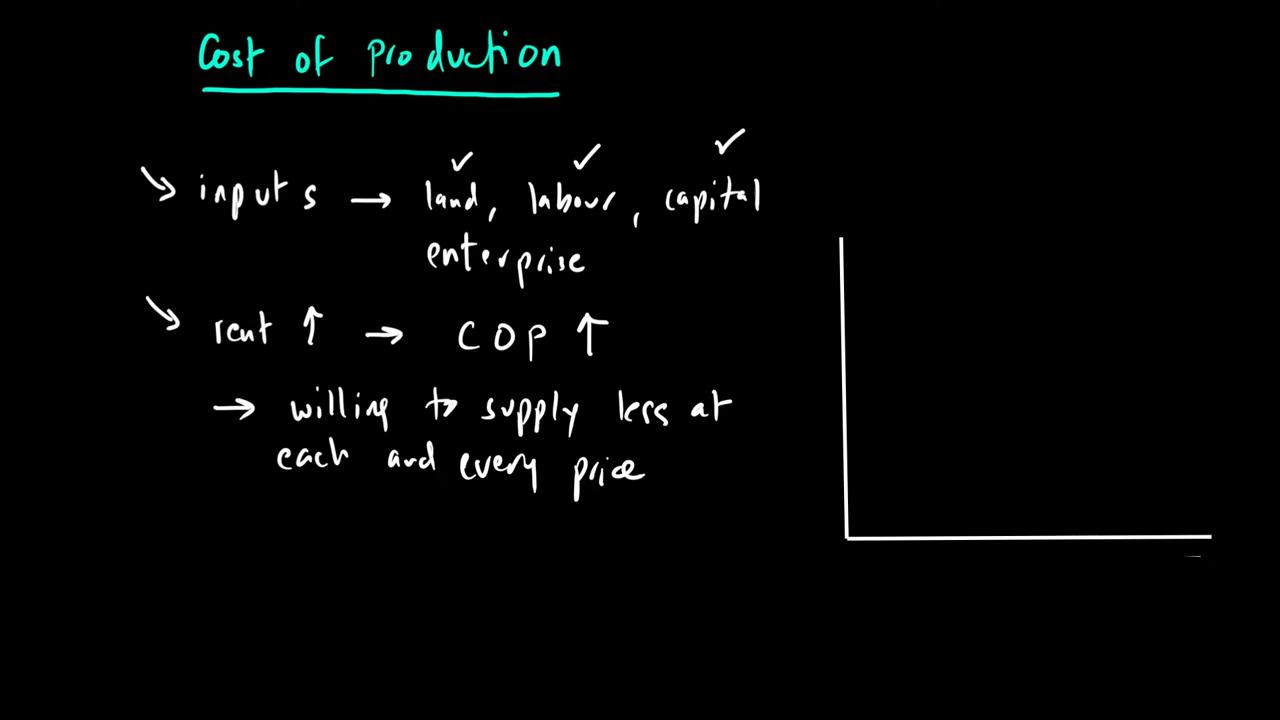 Cost of production
↘ inputs → land, labour, capital
enterprise
↘ rent ↑ → COP ↑
→ willing to supply less at
each and every price